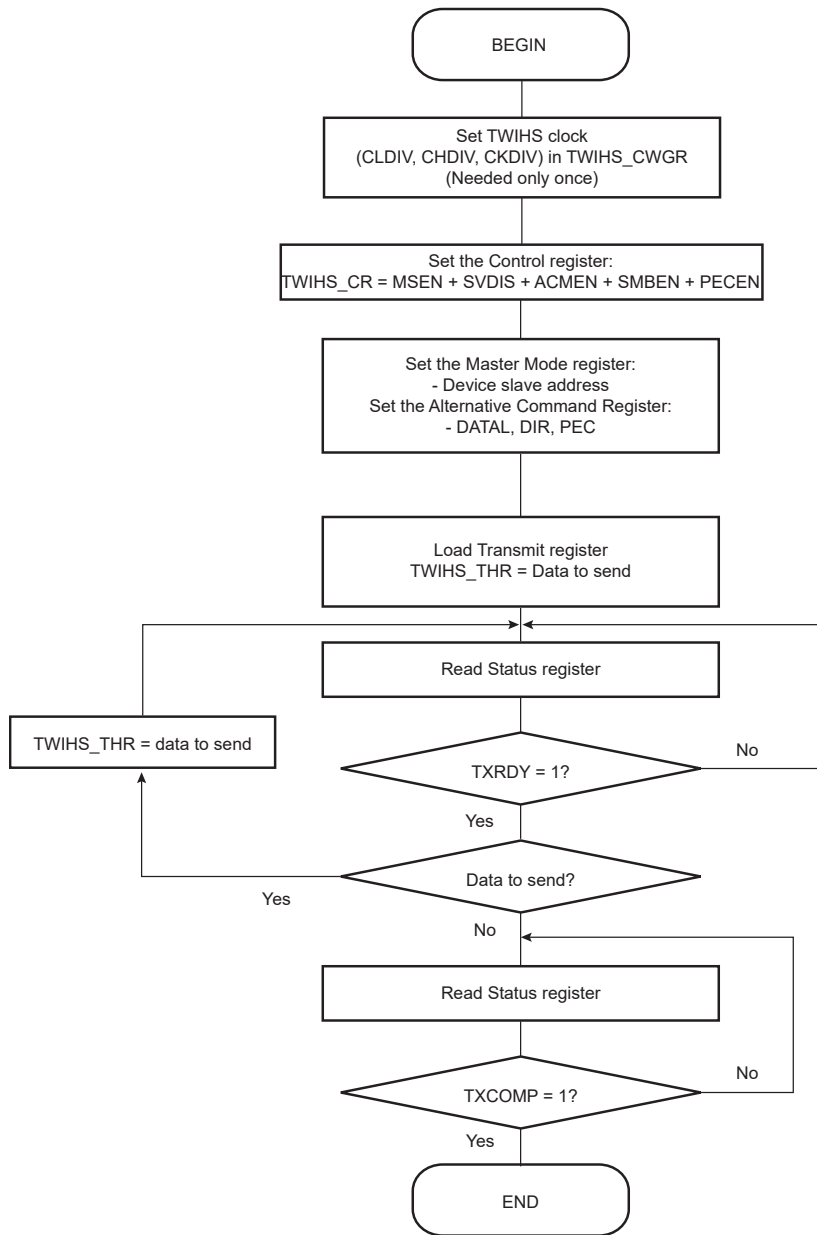 BEGIN
Set TWIHS clock
(CLDIV, CHDIV, CKDIV) in TWIHS_CWGR
(Needed only once)
Set the Control register:
TWIHS_CR = MSEN + SVDIS + ACMEN + SMBEN + PECEN
Set the Master Mode register:
- Device slave address
Set the Alternative Command Register:
- DATAL, DIR, PEC
Load Transmit register
TWIHS_THR = Data to send
Read Status register
TWIHS_THR = data to send
TXRDY = 1?
No
Yes
Data to send?
Yes
No
Read Status register
TXCOMP = 1?
No
Yes
END